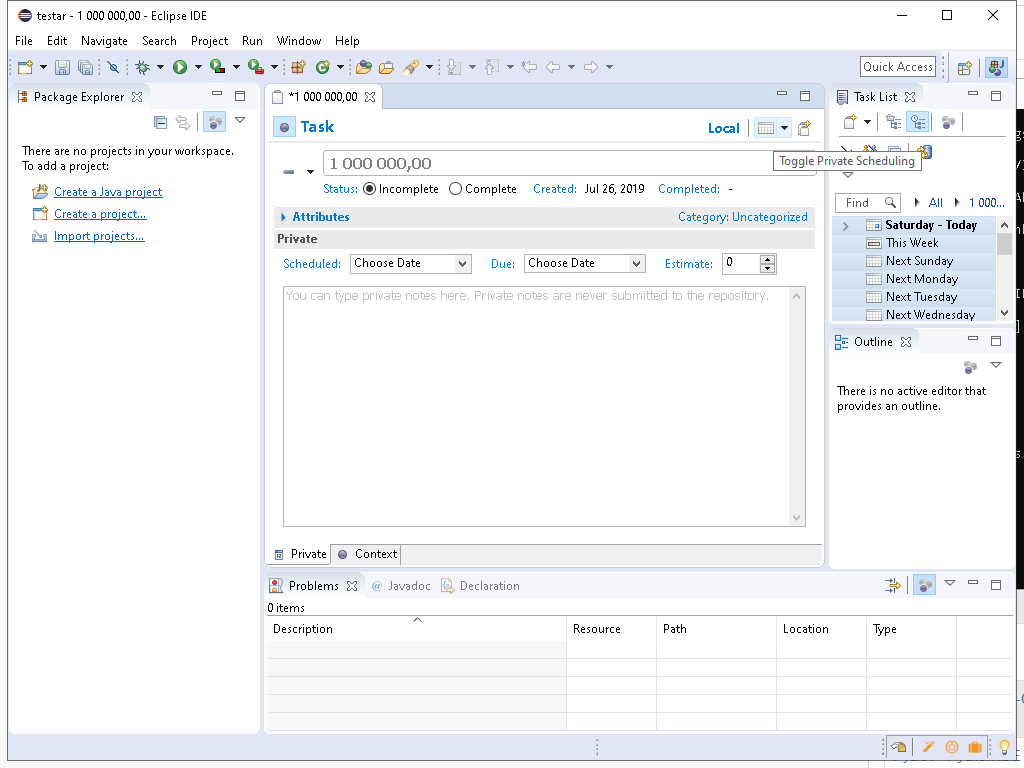 testar - 1 000 000,00 - Eclipse IDE
File Edit Navigate Search Project Run Window Help
Quick Access
Package Explorer
There are no projects in your workspace.
To add a project:
Create a Java project
Create a project...
Import projects...
*1 000 000,00
Task
Local
1 000 000,00
Toggle Private Scheduling
Status: Incomplete Complete Created: Jul 26, 2019 Completed: -
Attributes Category: Uncategorized
Private
Scheduled: Choose Date Due: Choose Date Estimate: 0
You can type private notes here. Private notes are never submitted to the repository.
Private Context
Task List
Find All 1 000...
Saturday - Today
This Week
Next Sunday
Next Monday
Next Tuesday
Next Wednesday
Outline
There is no active editor that
provides an outline.
Problems @ Javadoc Declaration
0 items
Description Resource Path Location Type